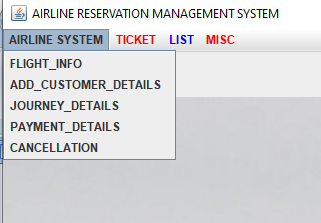 AIRLINE RESERVATION MANAGEMENT SYSTEM
AIRLINE SYSTEM TICKET LIST MISC
FLIGHT_INFO
ADD_CUSTOMER_DETAILS
JOURNEY_DETAILS
PAYMENT_DETAILS
CANCELLATION